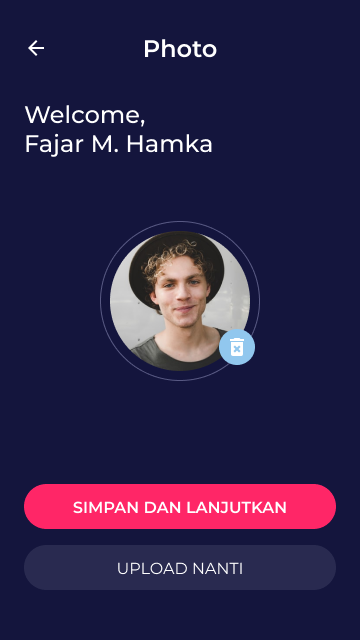 Photo
Welcome,
Fajar M. Hamka
SIMPAN DAN LANJUTKAN
UPLOAD NANTI